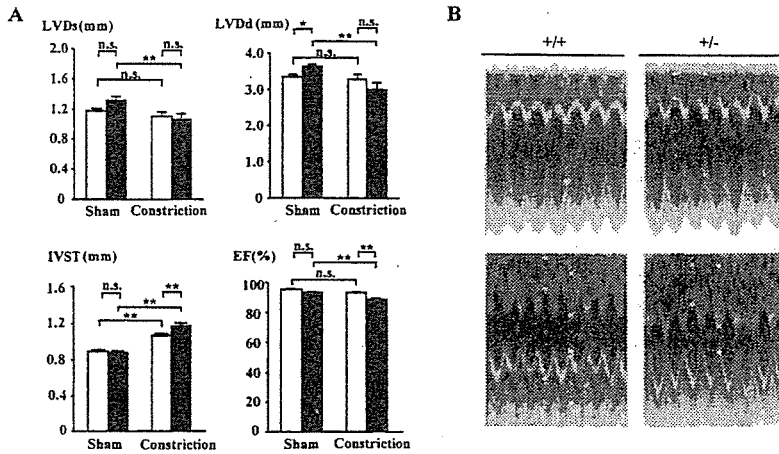 A
LVDs(mm)
n.s. n.s.
**
n.s.
2.0
1.6
1.2
0.8
0.4
0
Sham Constriction
LVDd(mm)
n.s.
* **
n.s.
4.0
3.0
2.0
1.0
0.0
Sham Constriction
IVST(mm)
1.6
n.s. **
**
**
1.2
0.8
0.4
0
Sham Constriction
EF(%)
n.s. **
**
n.s.
100
80
60
40
20
0
Sham Constriction
B
+/+ +/-